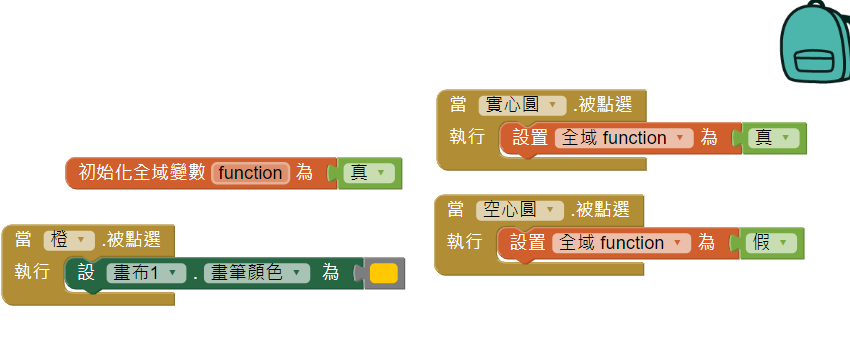 當 實心圓 .被點選
執行 設置 全域 function 為 真
初始化全域變數 function 為 真
當 空心圓 .被點選
執行 設置 全域 function 為 假
當 橙 .被點選
執行 設 畫布1 . 畫筆顏色 為